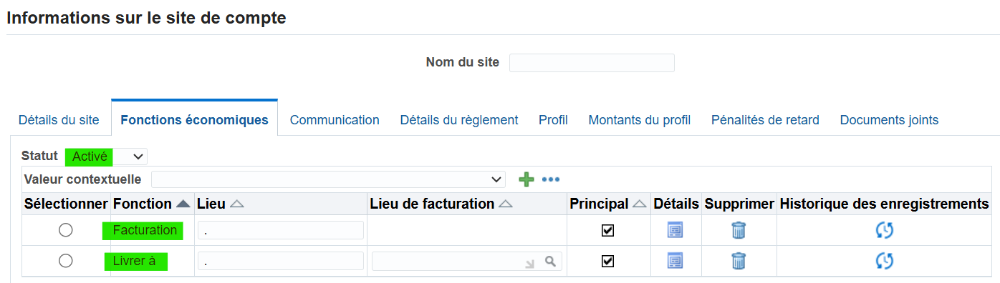 Informations sur le site de compte
Nom du site
Détails du site Fonctions économiques Communication Détails du règlement Profil Montants du profil Pénalités de retard Documents joints
Statut Activé
Valeur contextuelle
Sélectionner Fonction Lieu Lieu de facturation Principal Détails Supprimer Historique des enregistrements
Facturation .
Livrer à .